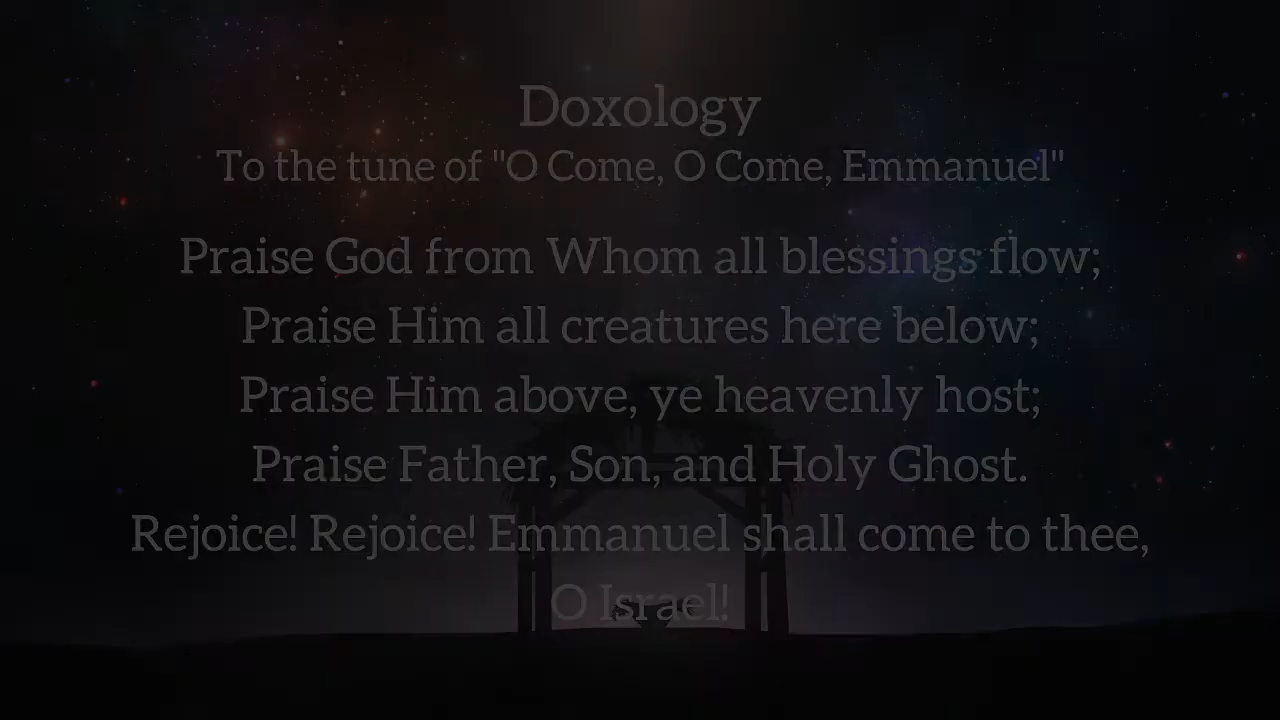 Doxology
To the tune of "O Come, O Come, Emmanuel"
Praise God from Whom all blessings flow;
Praise Him all creatures here below;
Praise Him above, ye heavenly host;
Praise Father, Son, and Holy Ghost.
Rejoice! Rejoice! Emmanuel shall come to thee,
O Israel!